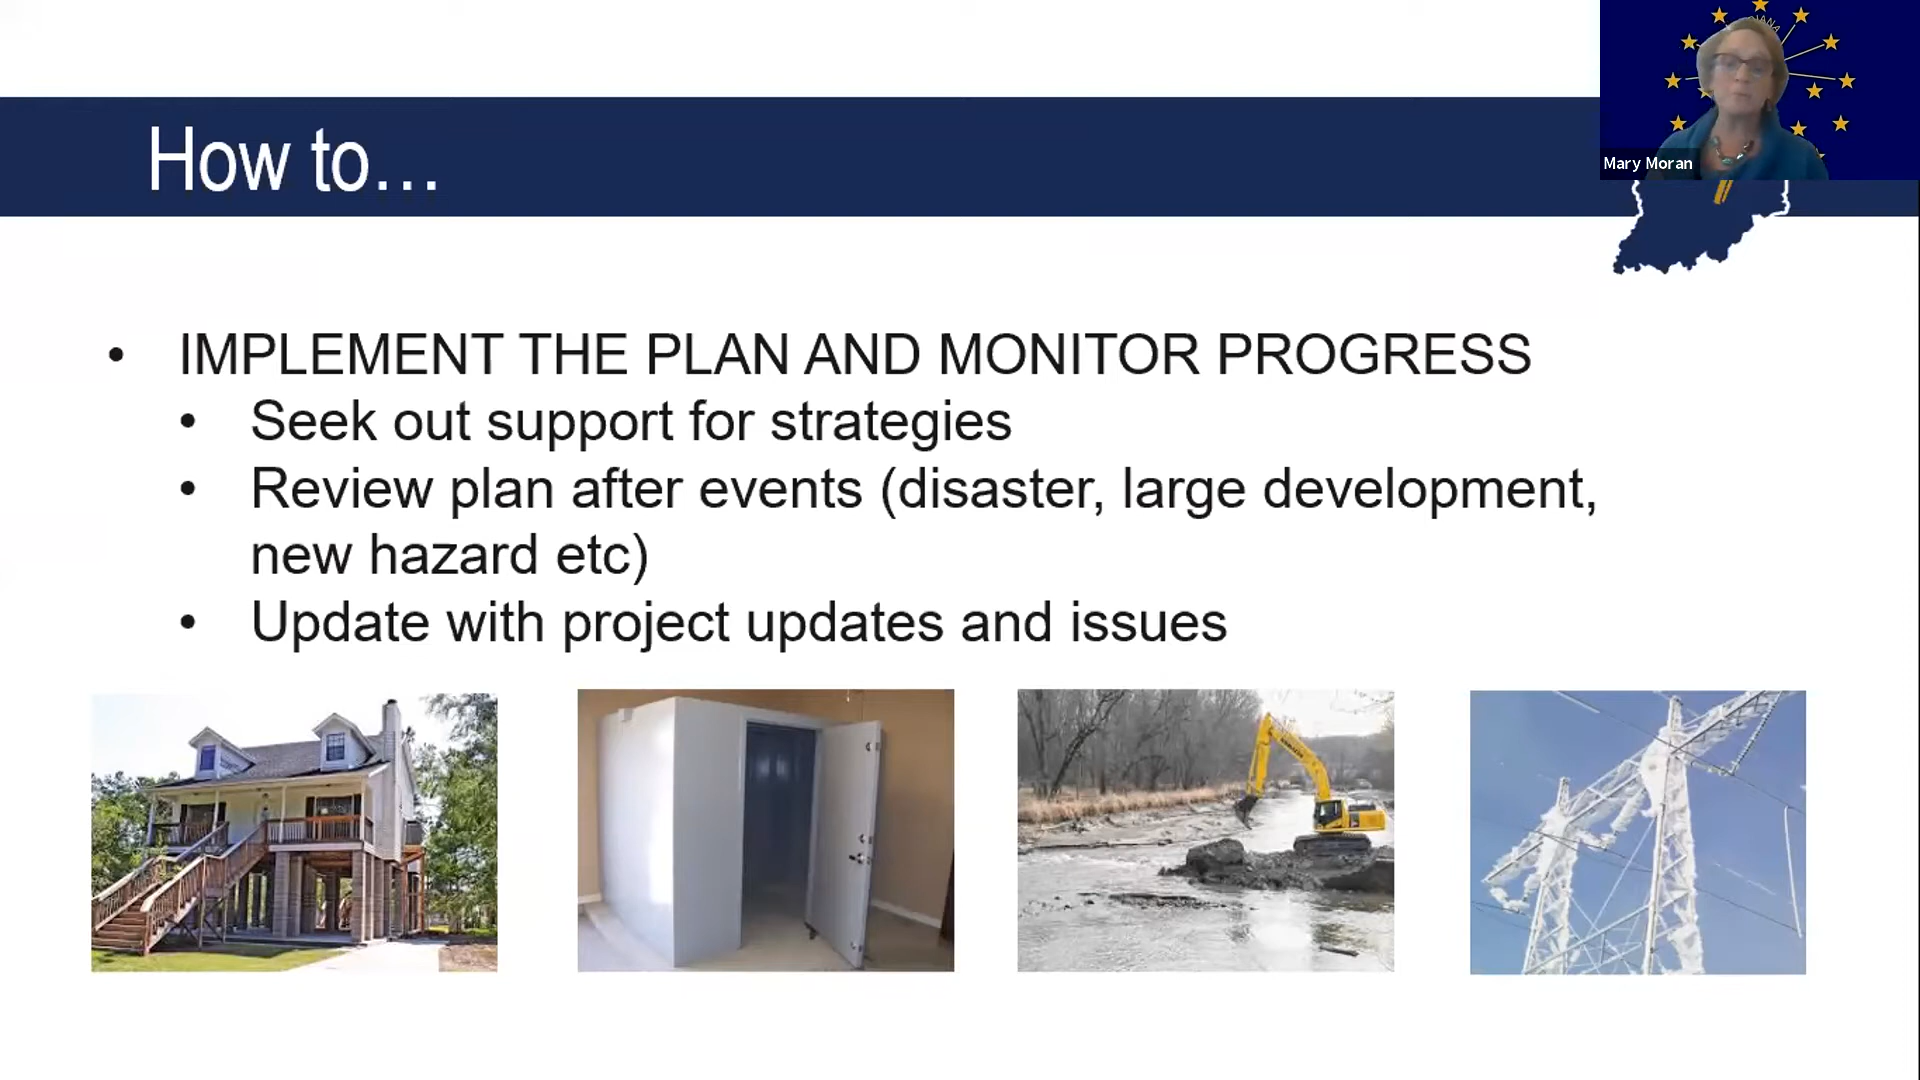 How to...
INDIANA
Mary Moran
• IMPLEMENT THE PLAN AND MONITOR PROGRESS
• Seek out support for strategies
• Review plan after events (disaster, large development,
new hazard etc)
• Update with project updates and issues